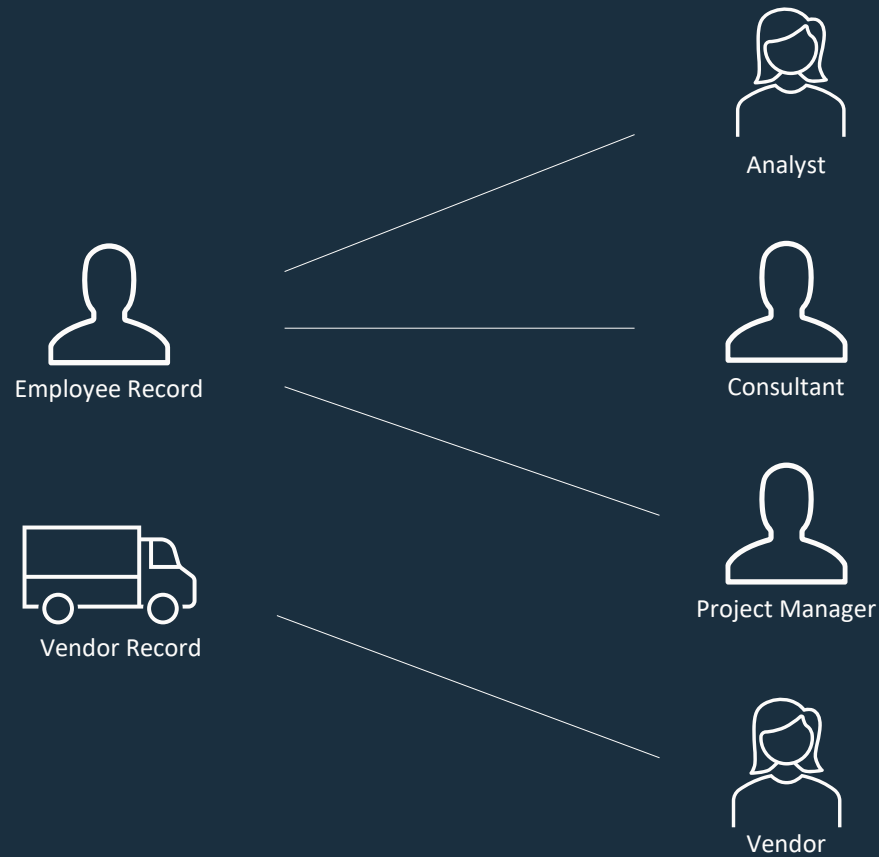 Analyst
Employee Record
Consultant
Vendor Record
Project Manager
Vendor